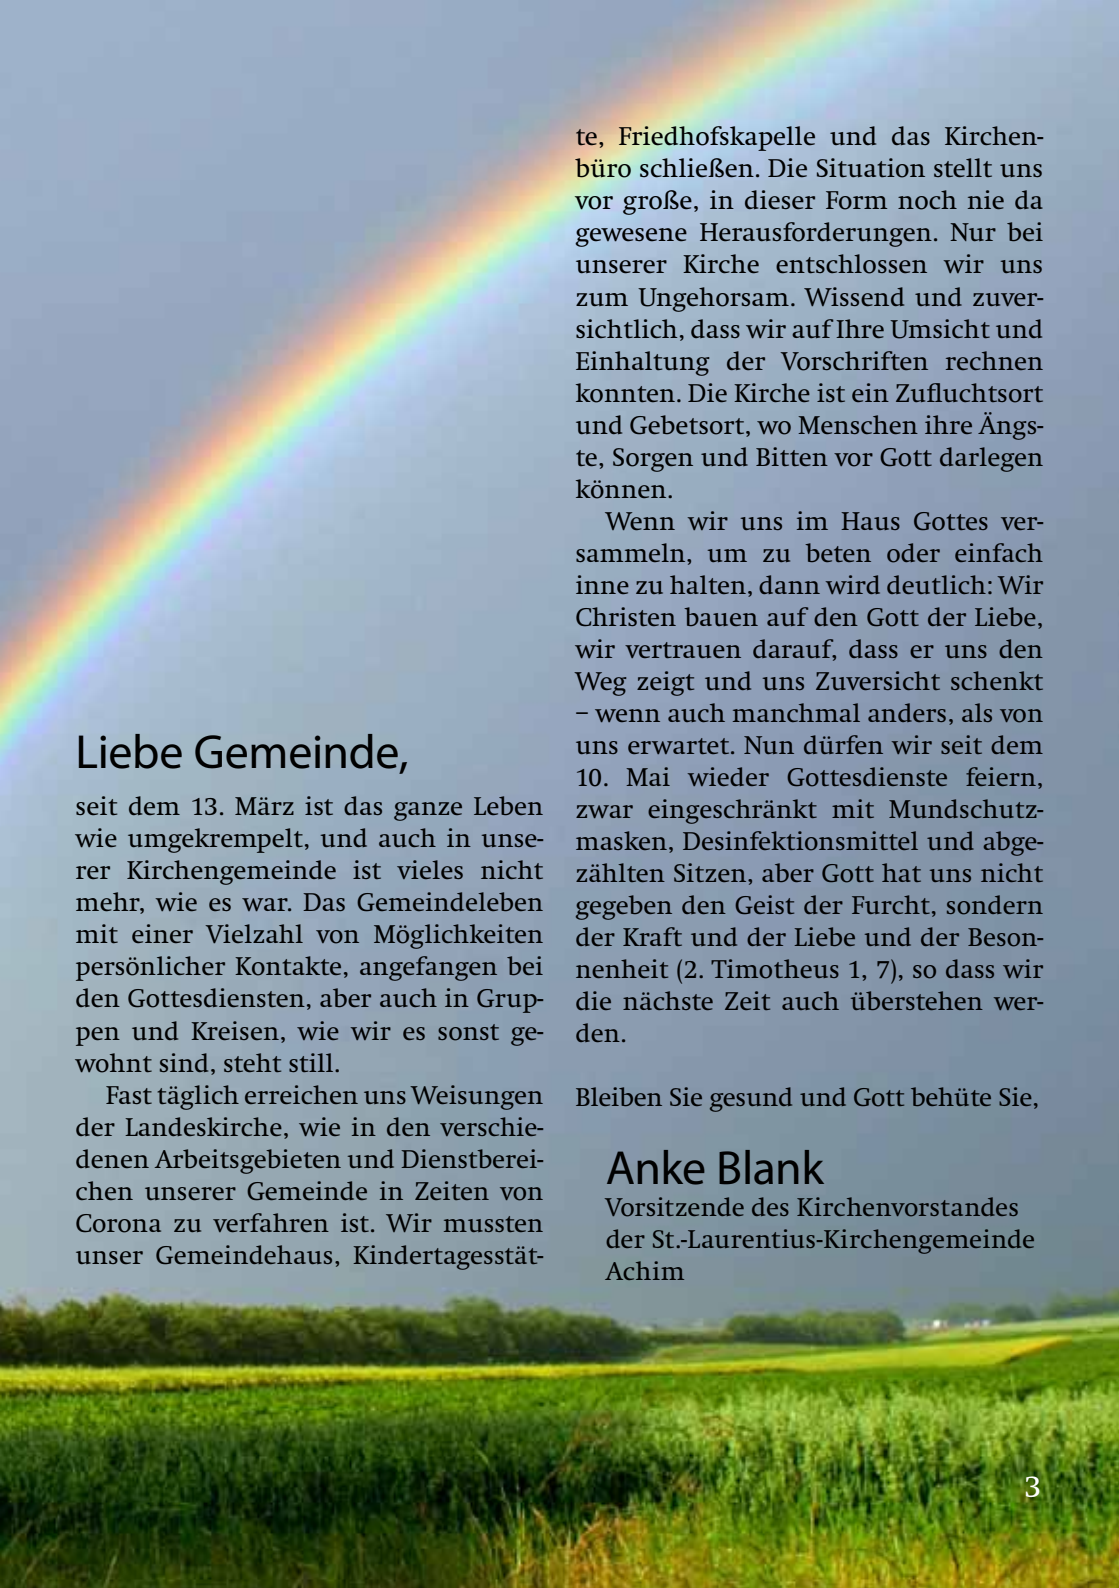 Liebe Gemeinde,
seit dem 13. März ist das ganze Leben
wie umgekrempelt, und auch in unse-
rer Kirchengemeinde ist vieles nicht
mehr, wie es war. Das Gemeindeleben
mit einer Vielzahl von Möglichkeiten
persönlicher Kontakte, angefangen bei
den Gottesdiensten, aber auch in Grup-
pen und Kreisen, wie wir es sonst ge-
wohnt sind, steht still.
Fast täglich erreichen uns Weisungen
der Landeskirche, wie in den verschie-
denen Arbeitsgebieten und Dienstberei-
chen unserer Gemeinde in Zeiten von
Corona zu verfahren ist. Wir mussten
unser Gemeindehaus, Kindertagesstät-
te, Friedhofskapelle und das Kirchen-
büro schließen. Die Situation stellt uns
vor große, in dieser Form noch nie da
gewesene Herausforderungen. Nur bei
unserer Kirche entschlossen wir uns
zum Ungehorsam. Wissend und zuver-
sichtlich, dass wir auf Ihre Umsicht und
Einhaltung der Vorschriften rechnen
konnten. Die Kirche ist ein Zufluchtsort
und Gebetsort, wo Menschen ihre Ängs-
te, Sorgen und Bitten vor Gott darlegen
können.
Wenn wir uns im Haus Gottes ver-
sammeln, um zu beten oder einfach
inne zu halten, dann wird deutlich: Wir
Christen bauen auf den Gott der Liebe,
wir vertrauen darauf, dass er uns den
Weg zeigt und uns Zuversicht schenkt
– wenn auch manchmal anders, als von
uns erwartet. Nun dürfen wir seit dem
10. Mai wieder Gottesdienste feiern,
zwar eingeschränkt mit Mundschutz-
masken, Desinfektionsmittel und abge-
zählten Sitzen, aber Gott hat uns nicht
gegeben den Geist der Furcht, sondern
der Kraft und der Liebe und der Beson-
nenheit (2. Timotheus 1, 7), so dass wir
die nächste Zeit auch überstehen wer-
den.
Bleiben Sie gesund und Gott behüte Sie,
Anke Blank
Vorsitzende des Kirchenvorstandes
der St.-Laurentius-Kirchengemeinde
Achim
3